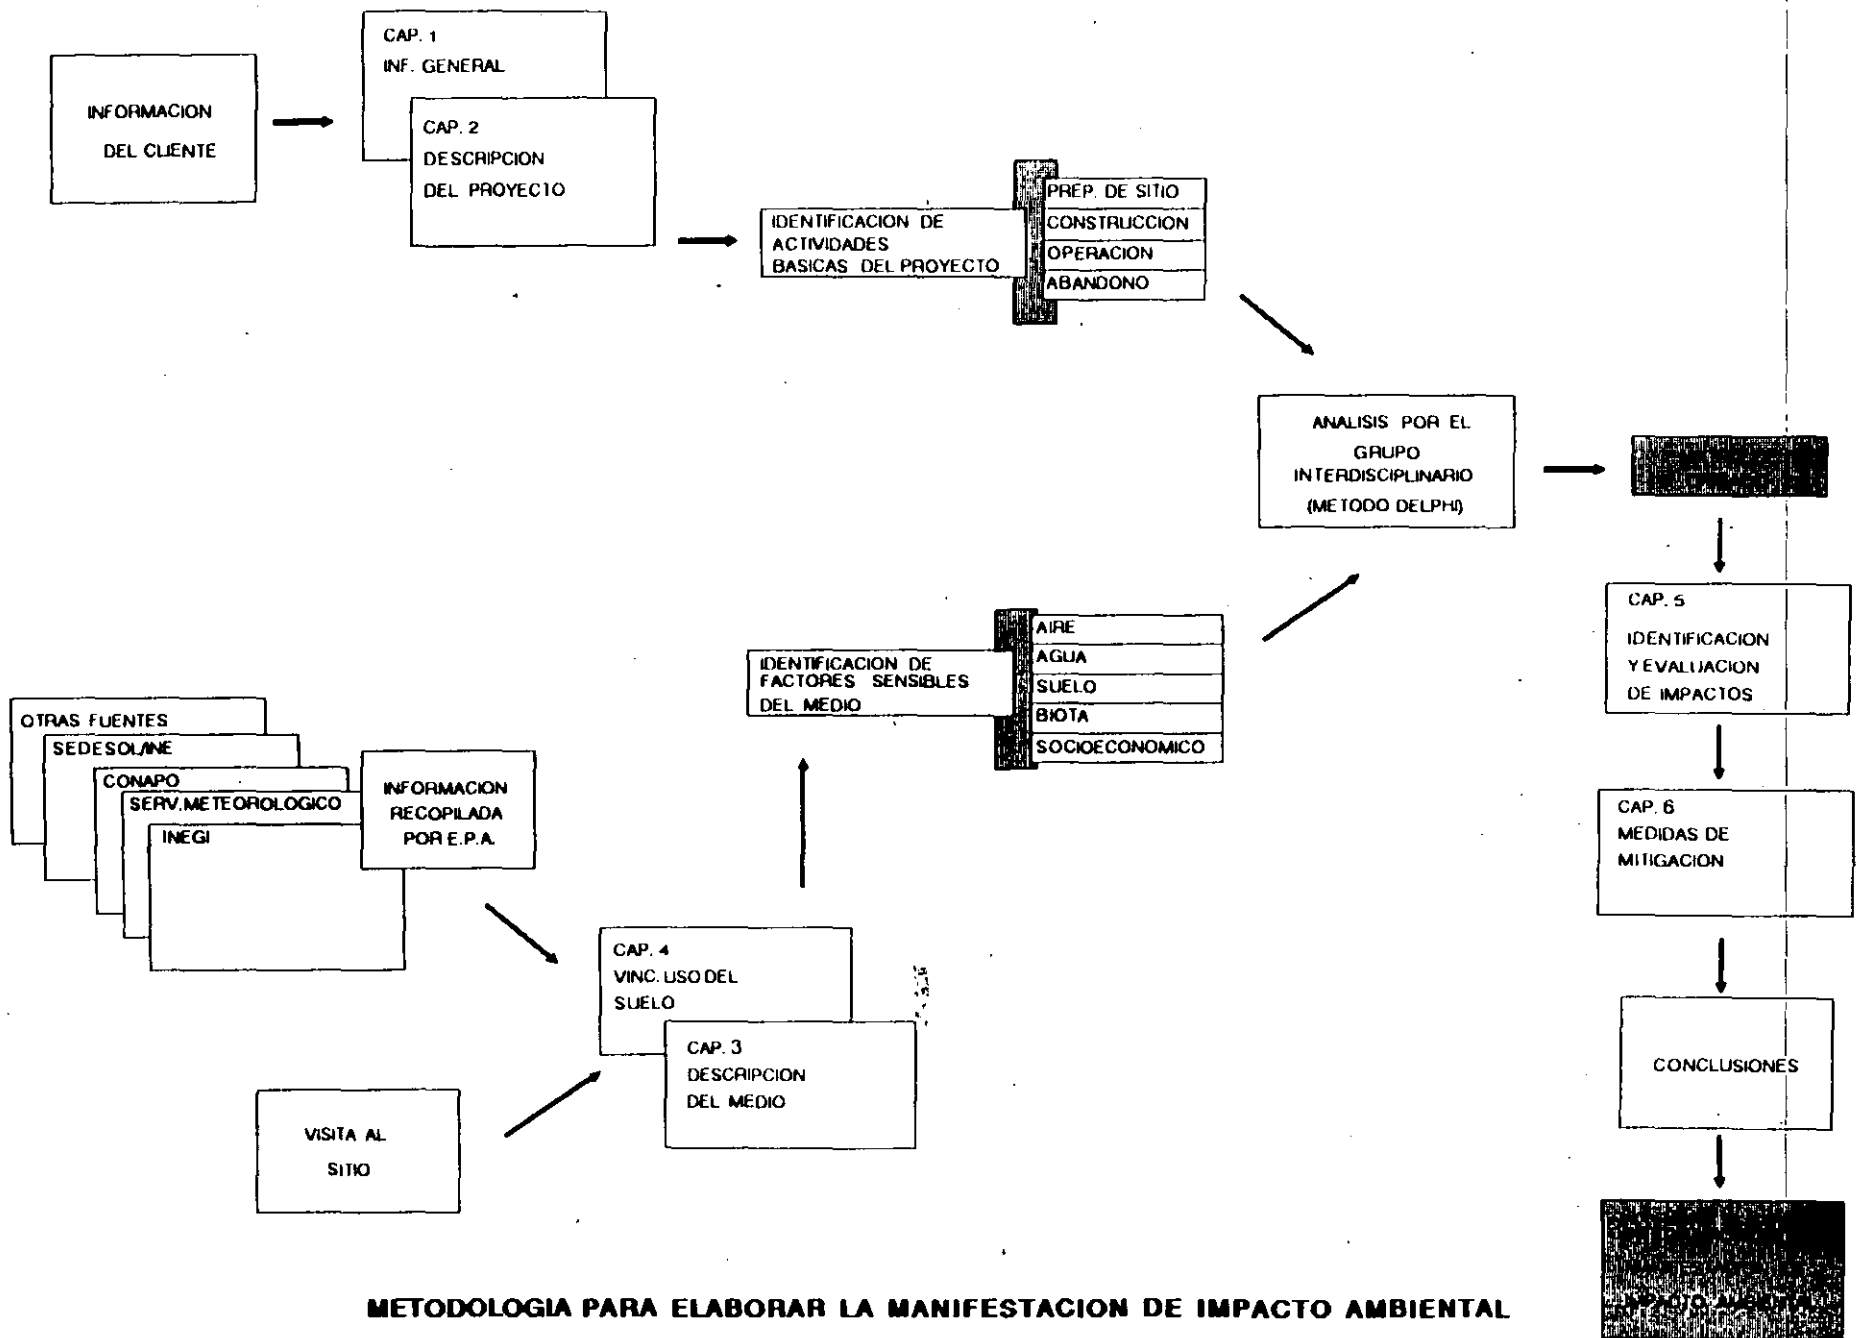 CAP. 1
INF. GENERAL
INFORMACION
DEL CLIENTE
CAP. 2
DESCRIPCION
DEL PROYECTO
IDENTIFICACION DE
ACTIVIDADES
BASICAS DEL PROYECTO
PREP. DE SITIO
CONSTRUCCION
OPERACION
ABANDONO
ANALISIS POR EL
GRUPO
INTERDISCIPLINARIO
(METODO DELPHI)
CAP. 5
IDENTIFICACION
Y EVALUACION
DE IMPACTOS
IDENTIFICACION DE
FACTORES SENSIBLES
DEL MEDIO
AIRE
AGUA
SUELO
BIOTA
SOCIOECONOMICO
OTRAS FUENTES
SEDESOL/INE
CONAPO
SERV.METEOROLOGICO
INEGI
INFORMACION
RECOPILADA
POR E.P.A.
CAP. 6
MEDIDAS DE
MITIGACION
CAP. 4
VINC. USO DEL
SUELO
CAP. 3
DESCRIPCION
DEL MEDIO
VISITA AL
SITIO
CONCLUSIONES
IMPACTO AMBIENTAL
METODOLOGIA PARA ELABORAR LA MANIFESTACION DE IMPACTO AMBIENTAL